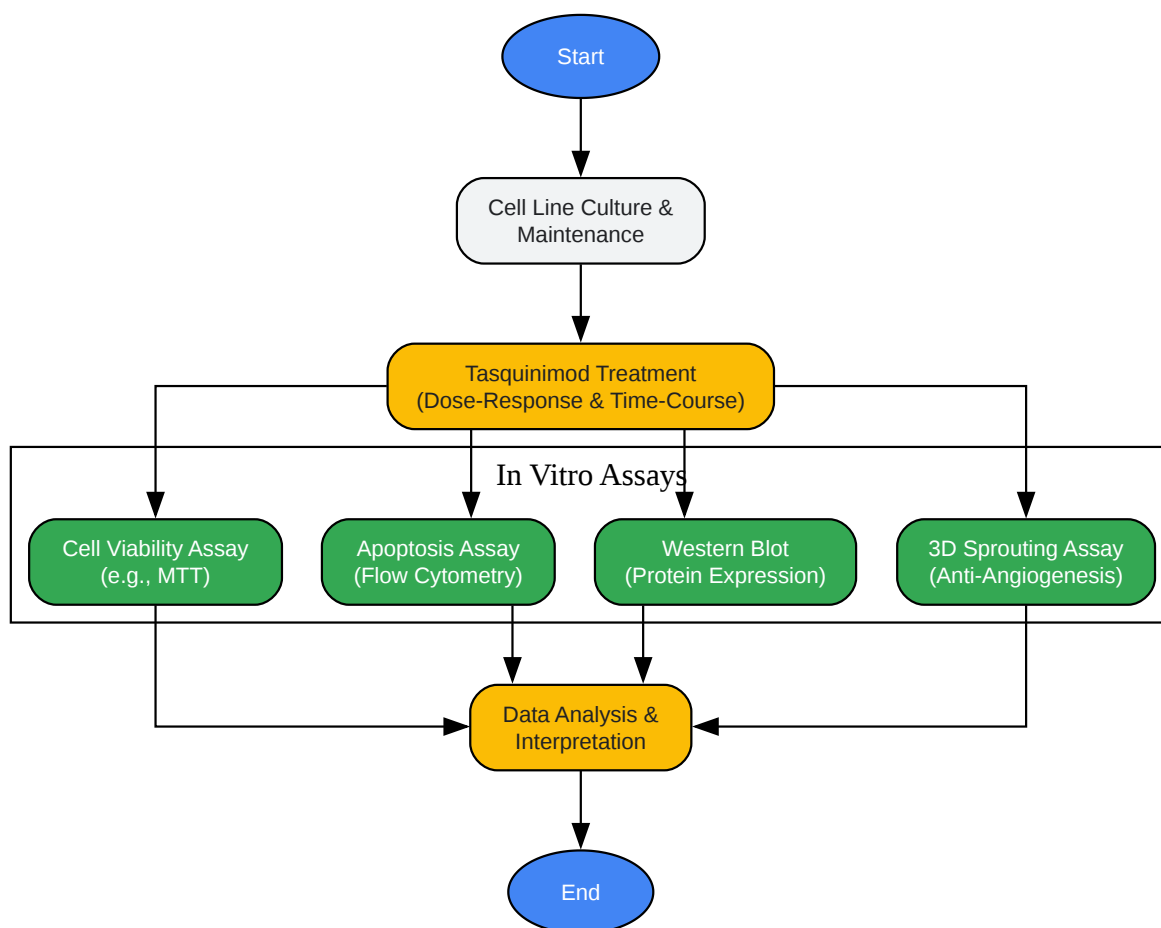 Start
Cell Line Culture &
Maintenance
Tasquinimod Treatment
(Dose-Response & Time-Course)
In Vitro Assays
Cell Viability Assay
(e.g., MTT)
Apoptosis Assay
(Flow Cytometry)
Western Blot
(Protein Expression)
3D Sprouting Assay
(Anti-Angiogenesis)
Data Analysis &
Interpretation
End